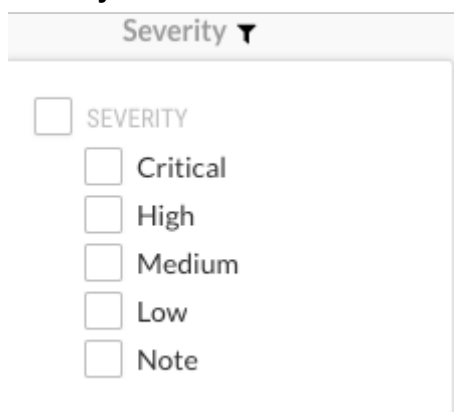 Severity
SEVERITY
Critical
High
Medium
Low
Note